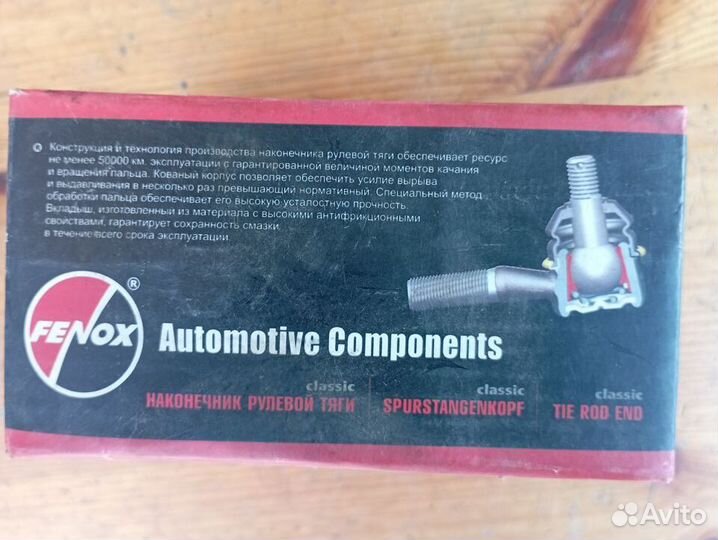 Ⓡ Конструкция и технология производства наконечника рулевой тяги обеспечивает ресурс
не менее 50000 км. эксплуатации с гарантированной величиной моментов качания
и вращения пальца. Кованый корпус позволяет обеспечить усилие вырыва
и выдавливания в несколько раз превышающий нормативный. Специальный метод
обработки пальца обеспечивает его высокую усталостную прочность.
Вкладыш, изготовленный из материала с высокими антифрикционными
свойствами, гарантирует сохранность смазки
в течение всего срока эксплуатации.
FENOX ®
Automotive Components
classic
НАКОНЕЧНИК РУЛЕВОЙ ТЯГИ
classic
SPURSTANGENKOPF
classic
TIE ROD END
Avito